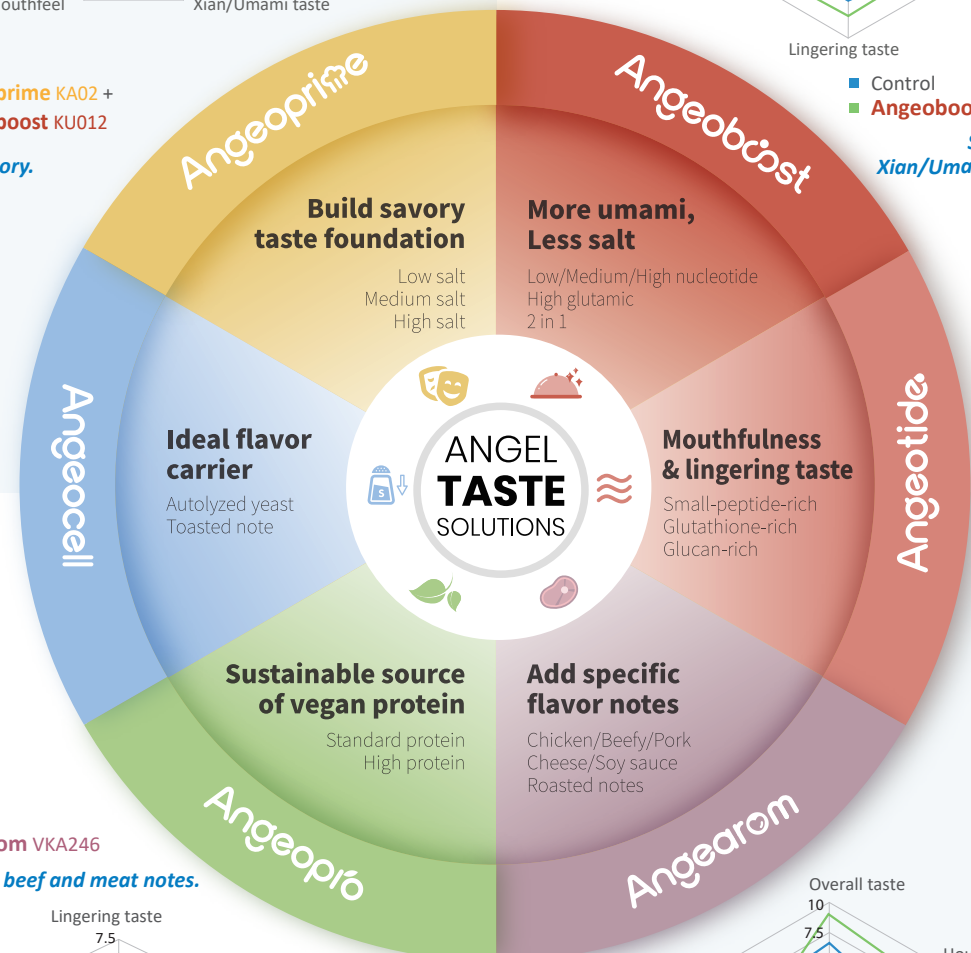 Xian/Umami taste
Lingering taste
Control
prime KA02 +
boost KU012
Xian/Uma
Angeoprime
Angeoboost
Build savory
taste foundation
Low salt
Medium salt
High salt
More umami,
Less salt
Low/Medium/High nucleotide
High glutamic
2 in 1
Angeocell
Ideal flavor
carrier
Autolyzed yeast
Toasted note
ANGEL
TASTE
SOLUTIONS
S
Mouthfulness
& lingering taste
Small-peptide-rich
Glutathione-rich
Glucan-rich
Angeotide
Sustainable source
of vegan protein
Standard protein
High protein
Angeopro
Add specific
flavor notes
Chicken/Beefy/Pork
Cheese/Soy sauce
Roasted notes
Angearom
om VKA246
beef and meat notes.
Lingering taste
7.5
Overall taste
10
7.5